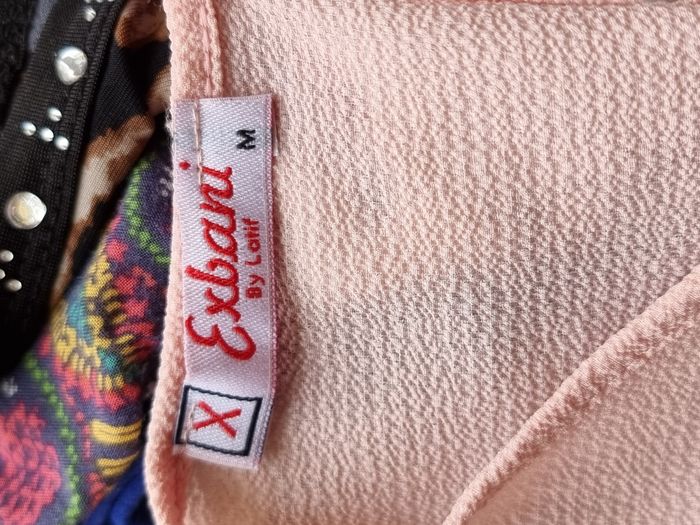 X
Exbani
By Latif
M